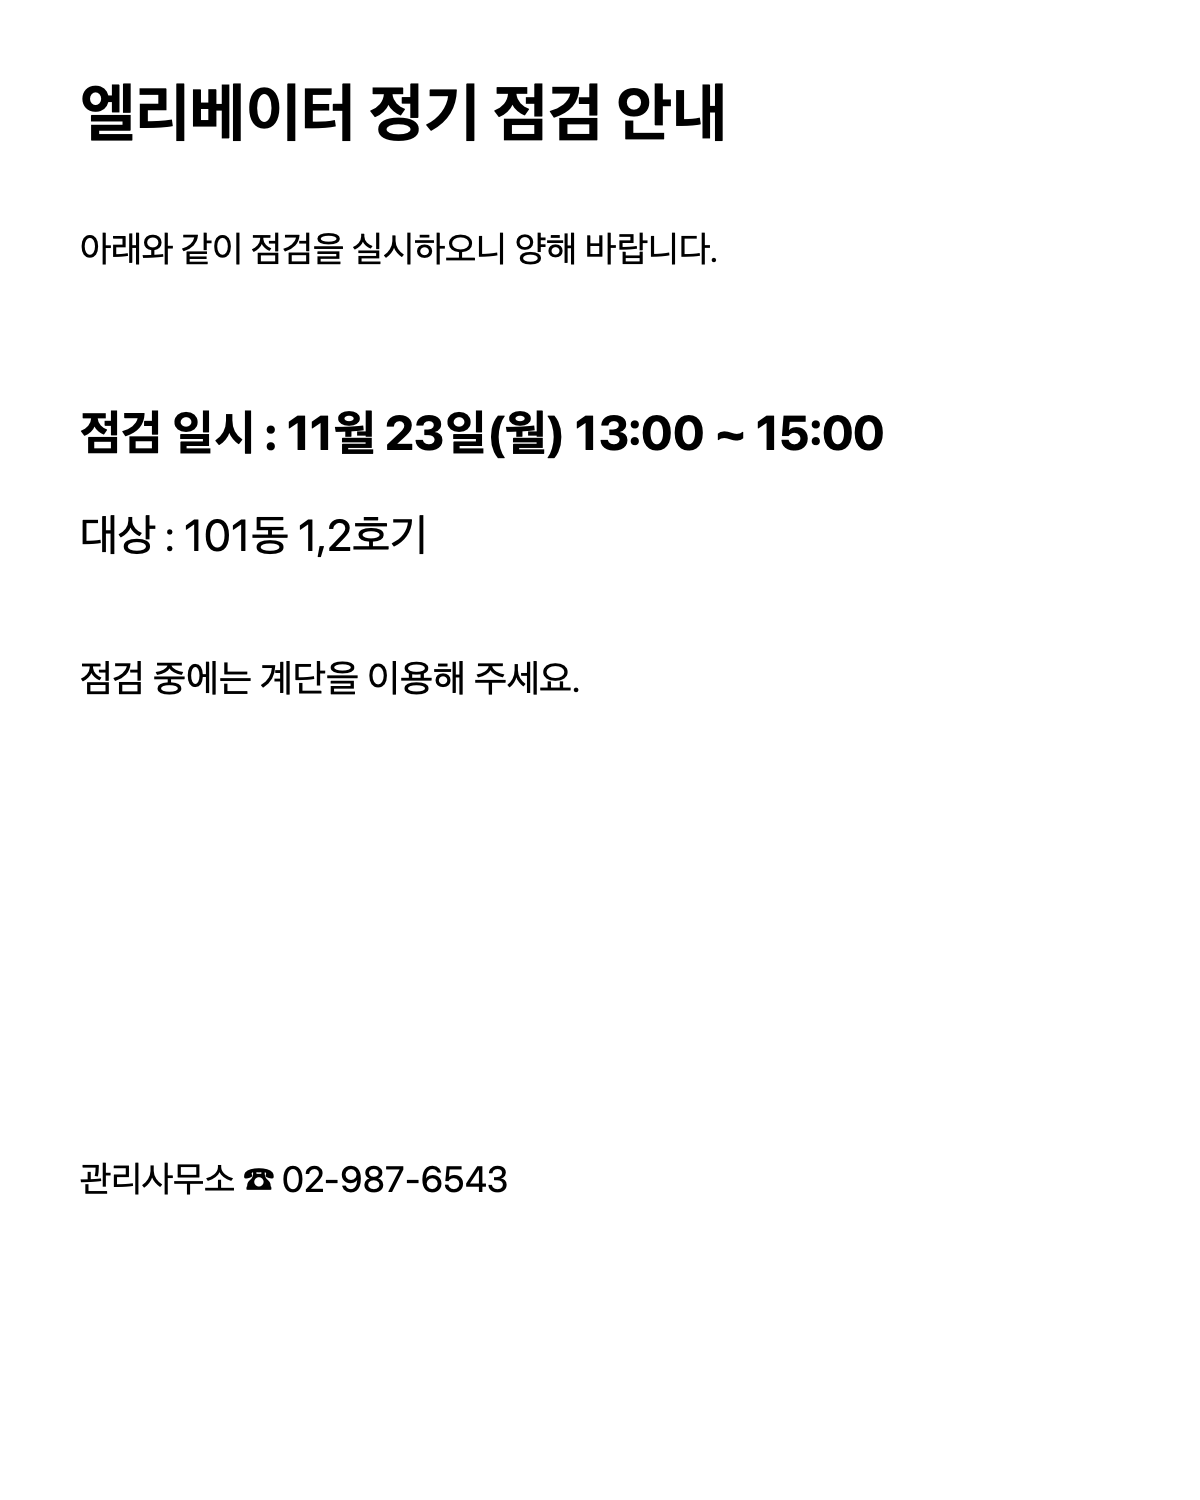 엘리베이터 정기 점검 안내
아래와 같이 점검을 실시하오니 양해 바랍니다.
점검 일시 : 11월 23일(월) 13:00 ~ 15:00
대상 : 101동 1,2호기
점검 중에는 계단을 이용해 주세요.
관리사무소 ☎ 02-987-6543